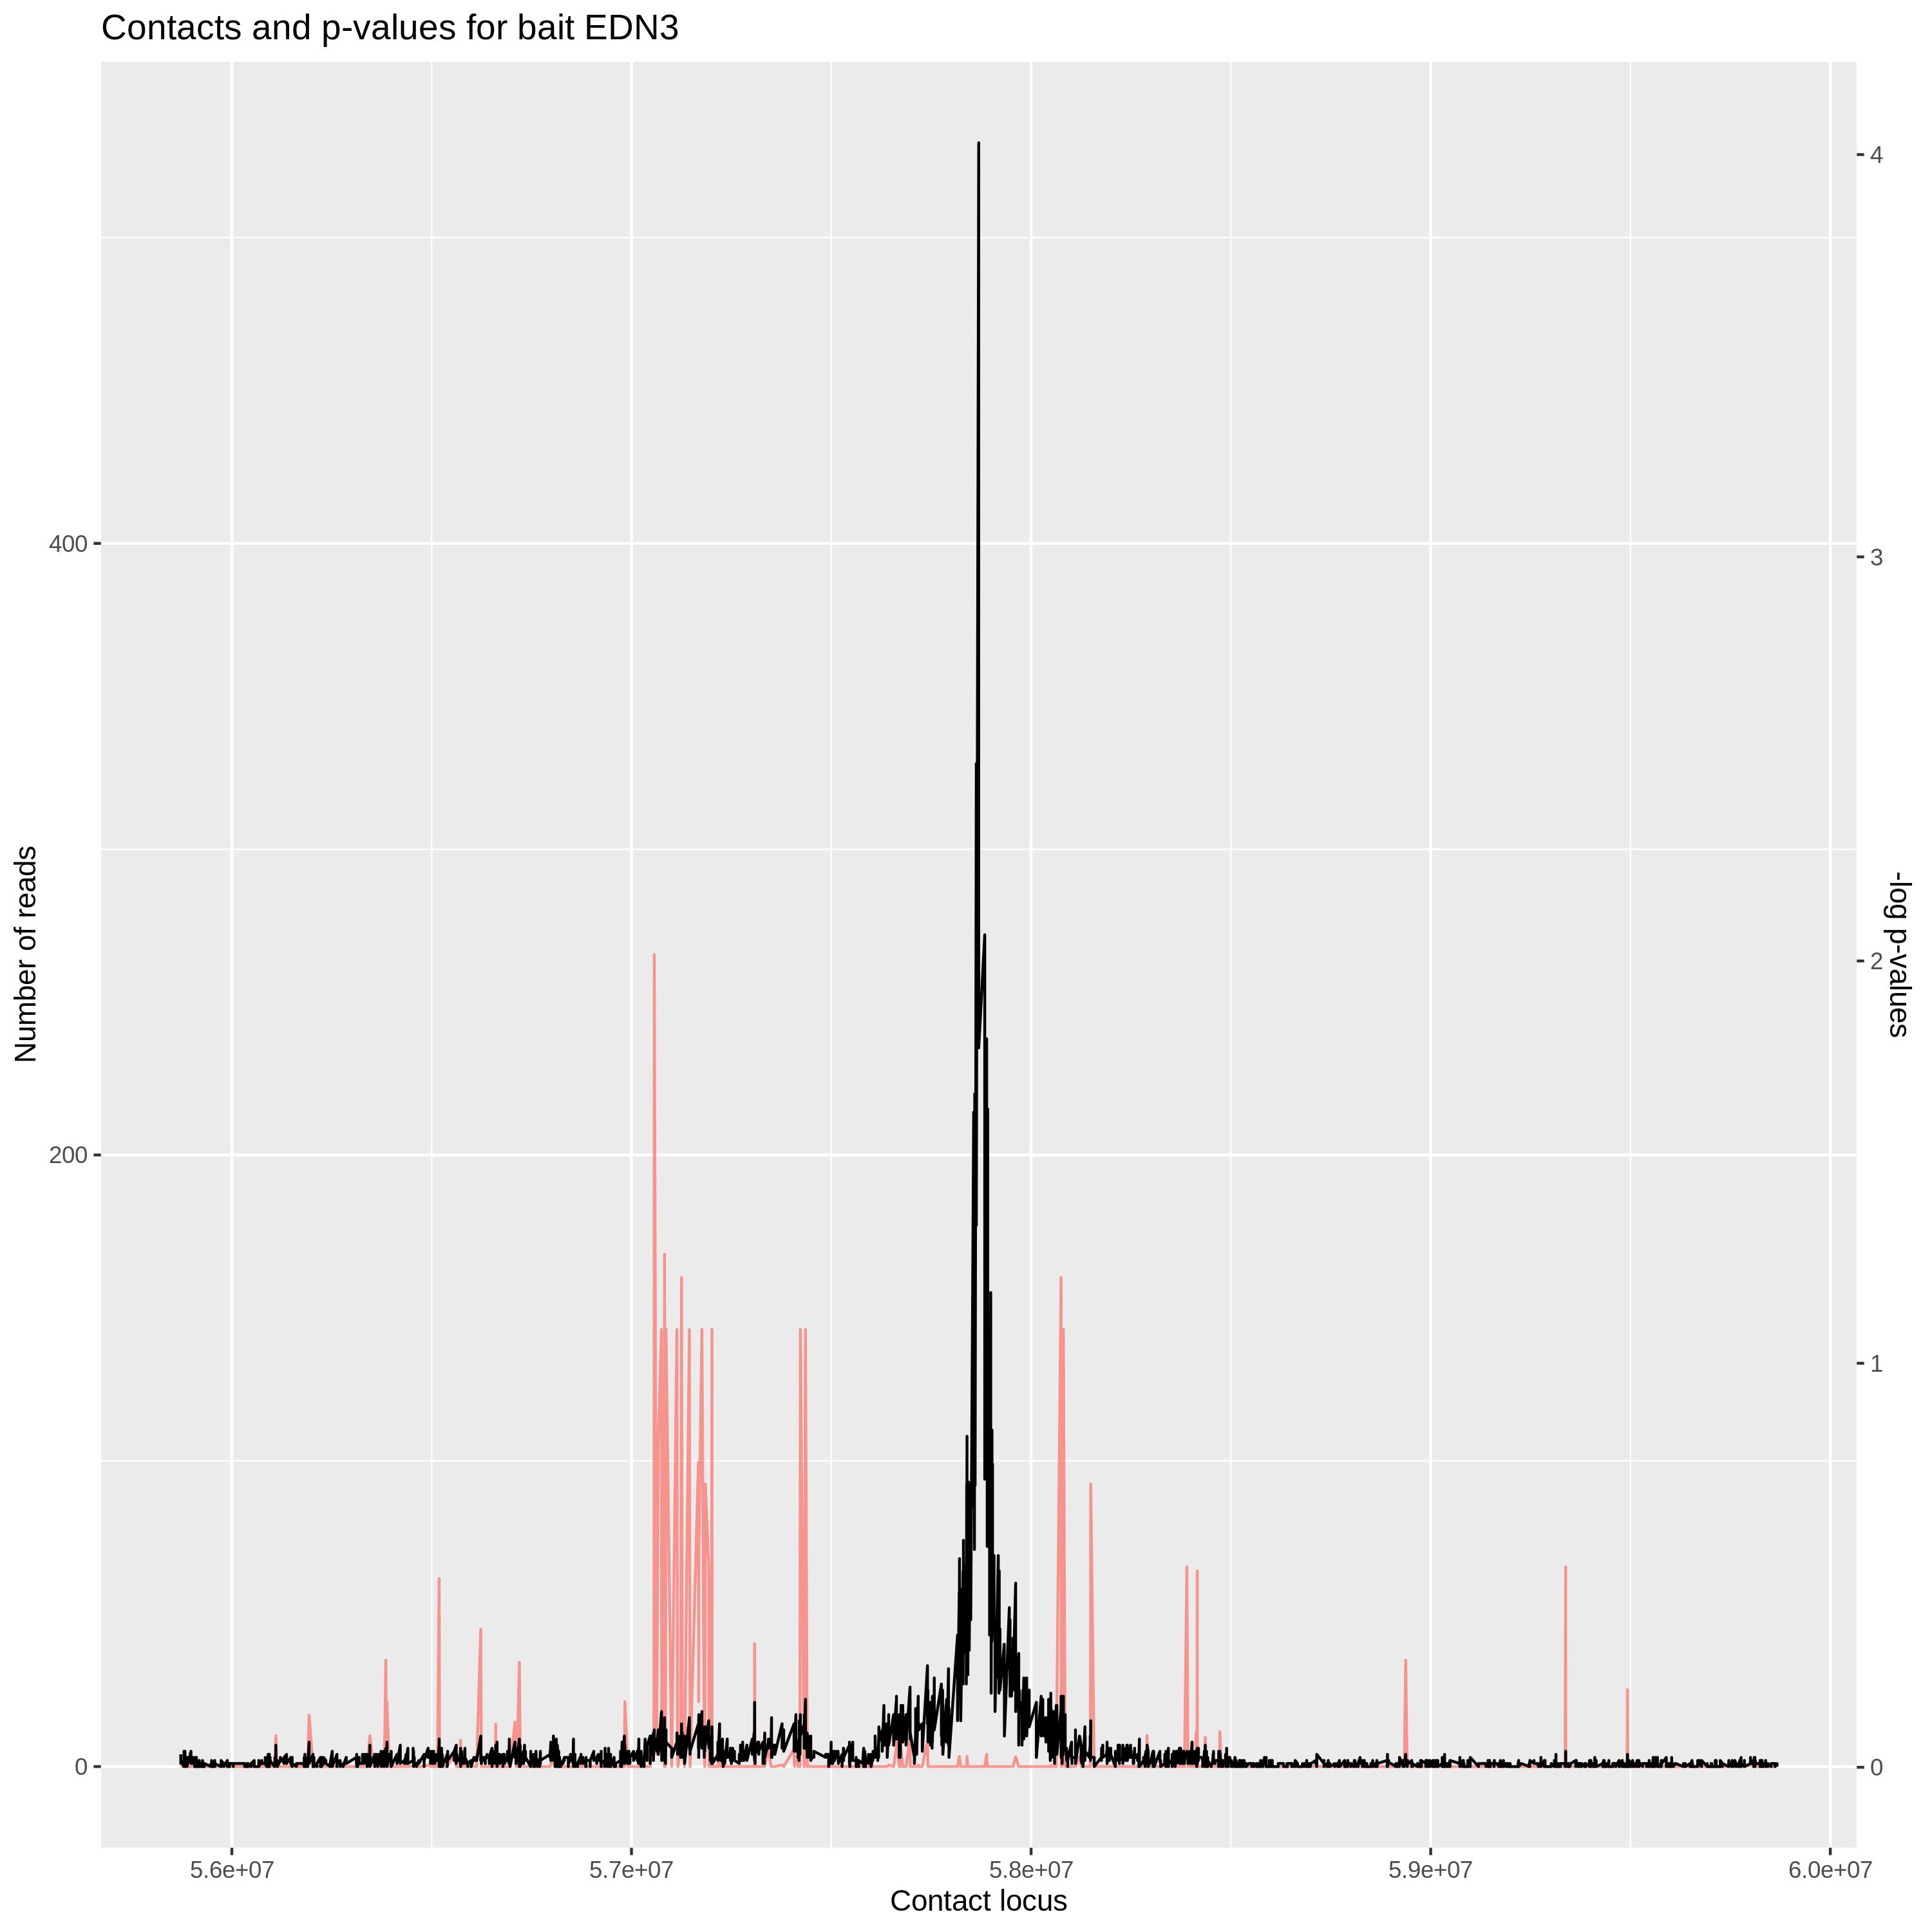 Contacts and p-values for bait EDN3
4
400
3
Number of reads
2
-log p-values
200
1
0
0
5.6e+07
5.7e+07
5.8e+07
5.9e+07
6.0e+07
Contact locus